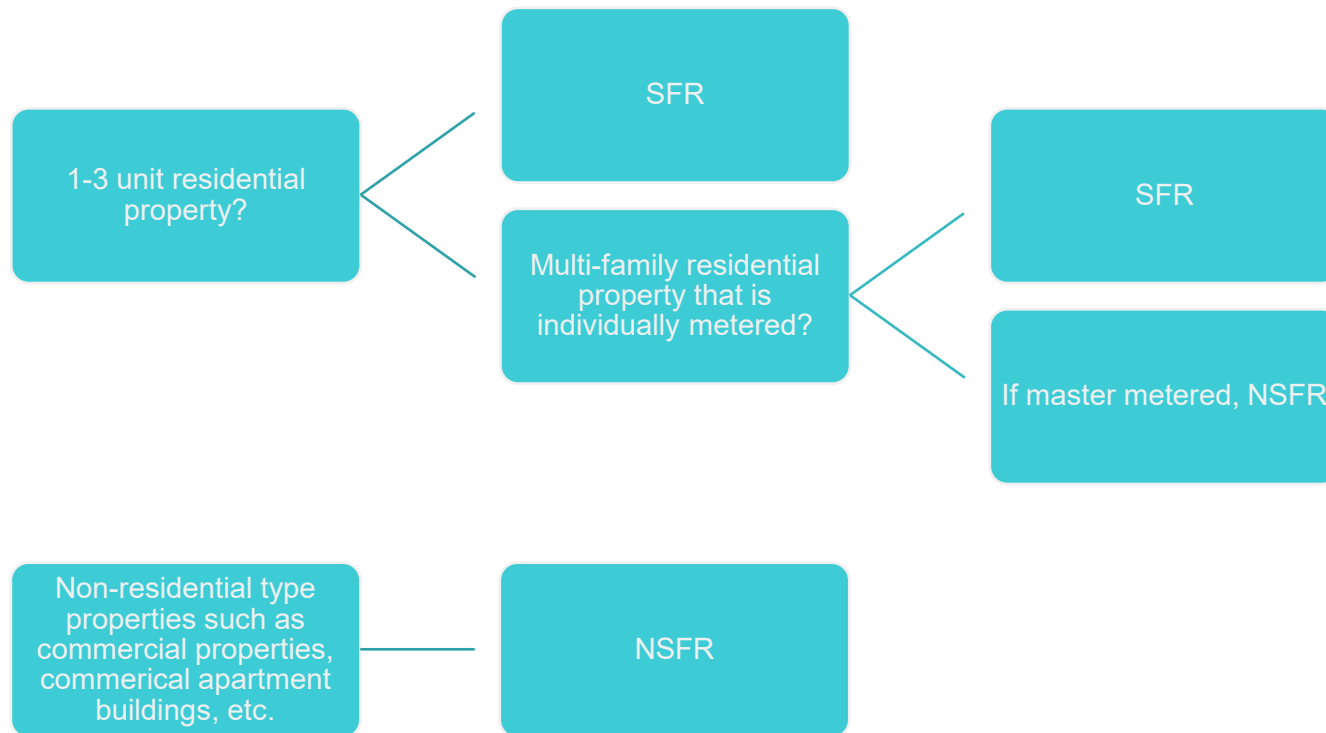 1-3 unit residential
property?
SFR
Multi-family residential
property that is
individually metered?
SFR
If master metered, NSFR
Non-residential type
properties such as
commercial properties,
commerical apartment
buildings, etc.
NSFR